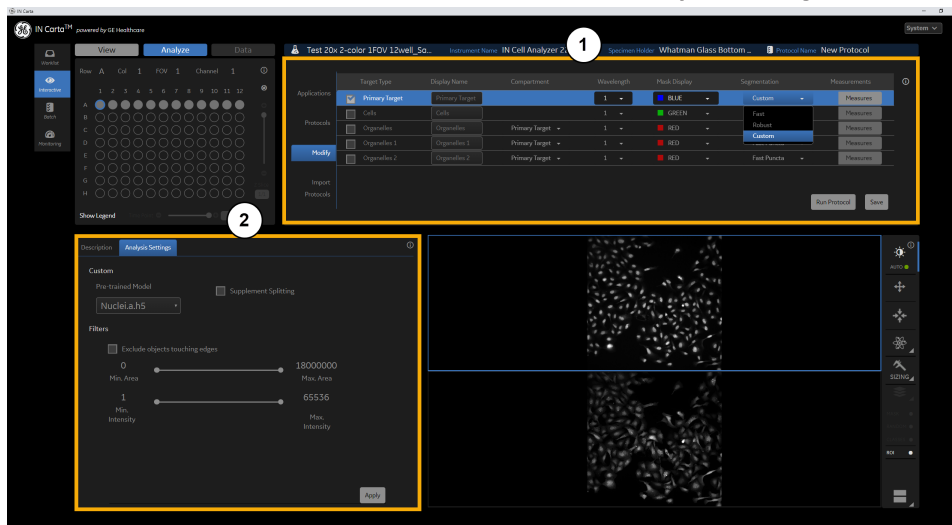 IN Carta
IN Carta™ powered by GE Healthcare
System
Worklist
Interactive
Batch
Monitoring
View Analyze Data
Row A Col 1 FOV 1 Channel 1
1 2 3 4 5 6 7 8 9 10 11 12
A
B
C
D
E
F
G
H
Show Legend
Test 20x 2-color 1FOV 12well_So... Instrument Name IN Cell Analyzer 2 Specimen Holder Whatman Glass Bottom ... Protocol Name New Protocol
1
Applications
Protocols
Modify
Import
Protocols
Target Type Display Name Compartment Wavelength Mask Display Segmentation Measurements
Primary Target Primary Target 1 BLUE Custom Measures
Cells Cells 1 GREEN Fast Measures
Robust
Organelles Organelles Primary Target 1 RED Custom Measures
Organelles 1 Organelles 1 Primary Target 1 RED Measures
Organelles 2 Organelles 2 Primary Target 1 RED Fast Puncta Measures
Run Protocol Save
2
Description Analysis Settings
Custom
Pre-trained Model
Supplement Splitting
Nuclei.a.h5
Filters
Exclude objects touching edges
0 18000000
Min. Area Max. Area
1 65536
Min.
Intensity
Max.
Intensity
Apply
AUTO
SIZING
ROI